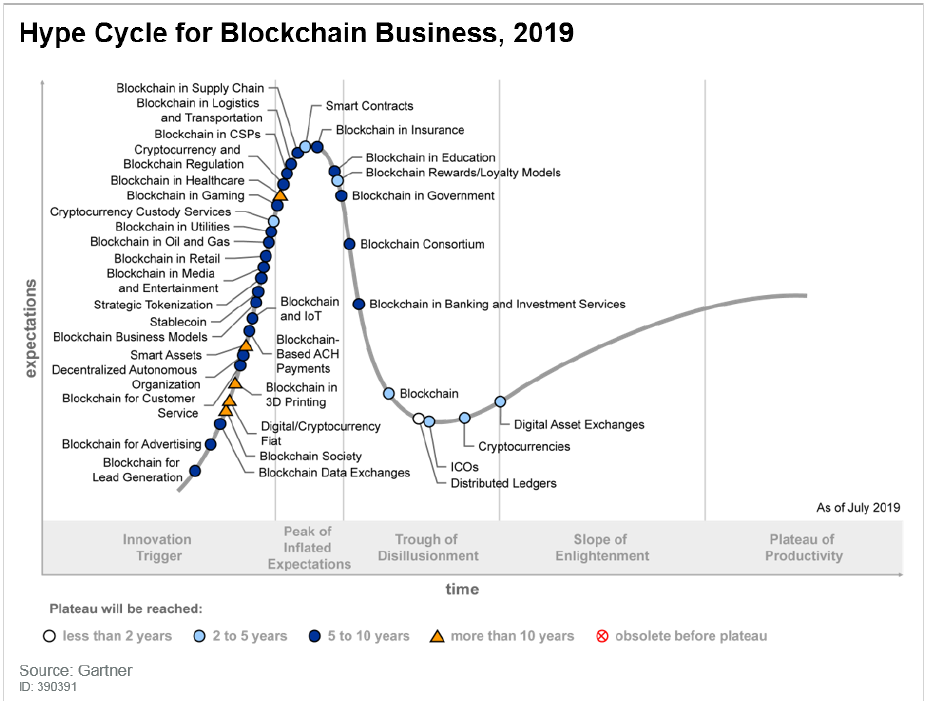 Hype Cycle for Blockchain Business, 2019
expectations
Blockchain in Supply Chain
Blockchain in Logistics
and Transportation
Blockchain in CSPs
Cryptocurrency and
Blockchain Regulation
Blockchain in Healthcare
Blockchain in Gaming
Cryptocurrency Custody Services
Blockchain in Utilities
Blockchain in Oil and Gas
Blockchain in Retail
Blockchain in Media
and Entertainment
Strategic Tokenization
Stablecoin
Blockchain Business Models
Smart Assets
Decentralized Autonomous
Organization
Blockchain for Customer
Service
Blockchain for Advertising
Blockchain for
Lead Generation
Smart Contracts
Blockchain in Insurance
Blockchain in Education
Blockchain Rewards/Loyalty Models
Blockchain in Government
Blockchain Consortium
Blockchain in Banking and Investment Services
Blockchain
and IoT
Blockchain-
Based ACH
Payments
Blockchain in
3D Printing
Digital/Cryptocurrency
Fiat
Blockchain Society
Blockchain Data Exchanges
Blockchain
Digital Asset Exchanges
Cryptocurrencies
ICOs
Distributed Ledgers
As of July 2019
Innovation
Trigger
Peak of
Inflated
Expectations
Trough of
Disillusionment
Slope of
Enlightenment
Plateau of
Productivity
time
Plateau will be reached:
less than 2 years
2 to 5 years
5 to 10 years
more than 10 years
obsolete before plateau
Source: Gartner
ID: 390391